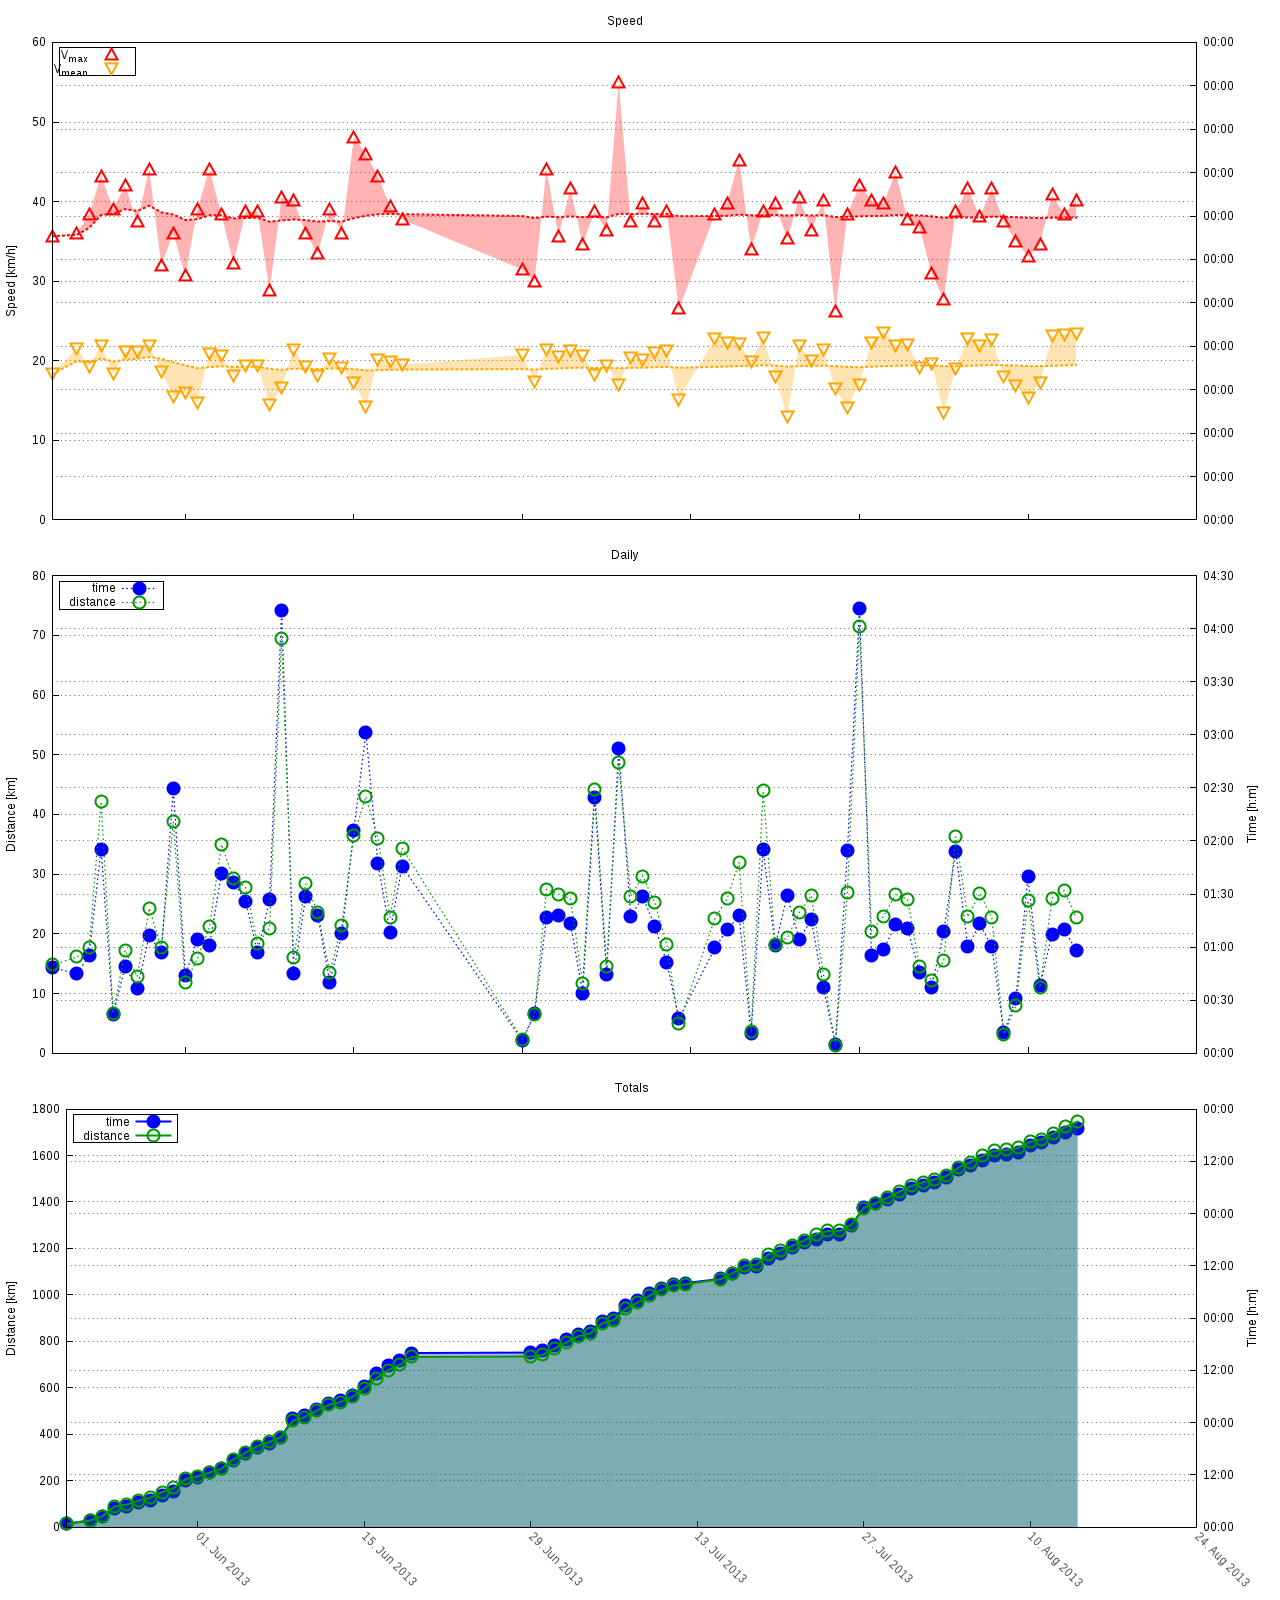 Speed
60
50
40
30
20
10
0
Speed [km/h]
Vmax
Vmean
00:00
00:00
00:00
00:00
00:00
00:00
00:00
00:00
00:00
00:00
00:00
00:00
Daily
80
70
60
50
40
30
20
10
0
Distance [km]
time
distance
04:30
04:00
03:30
03:00
02:30
02:00
01:30
01:00
00:30
00:00
Time [h:m]
Totals
1800
1600
1400
1200
1000
800
600
400
200
0
Distance [km]
time
distance
00:00
12:00
00:00
12:00
00:00
12:00
00:00
12:00
00:00
Time [h:m]
01. Jun 2013
15. Jun 2013
29. Jun 2013
13. Jul 2013
27. Jul 2013
10. Aug 2013
24. Aug 2013